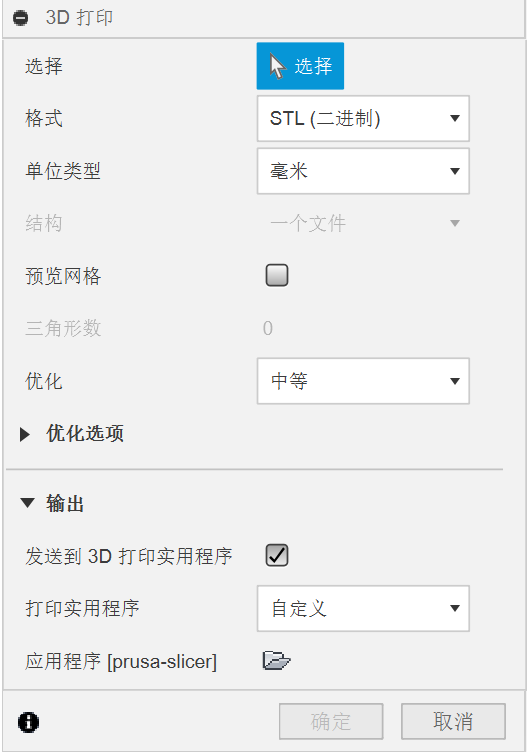 3D 打印
选择 选择
格式 STL (二进制)
单位类型 毫米
结构 一个文件
预览网格
三角形数 0
优化 中等
优化选项
输出
发送到 3D 打印实用程序
打印实用程序 自定义
应用程序 [prusa-slicer]
确定 取消